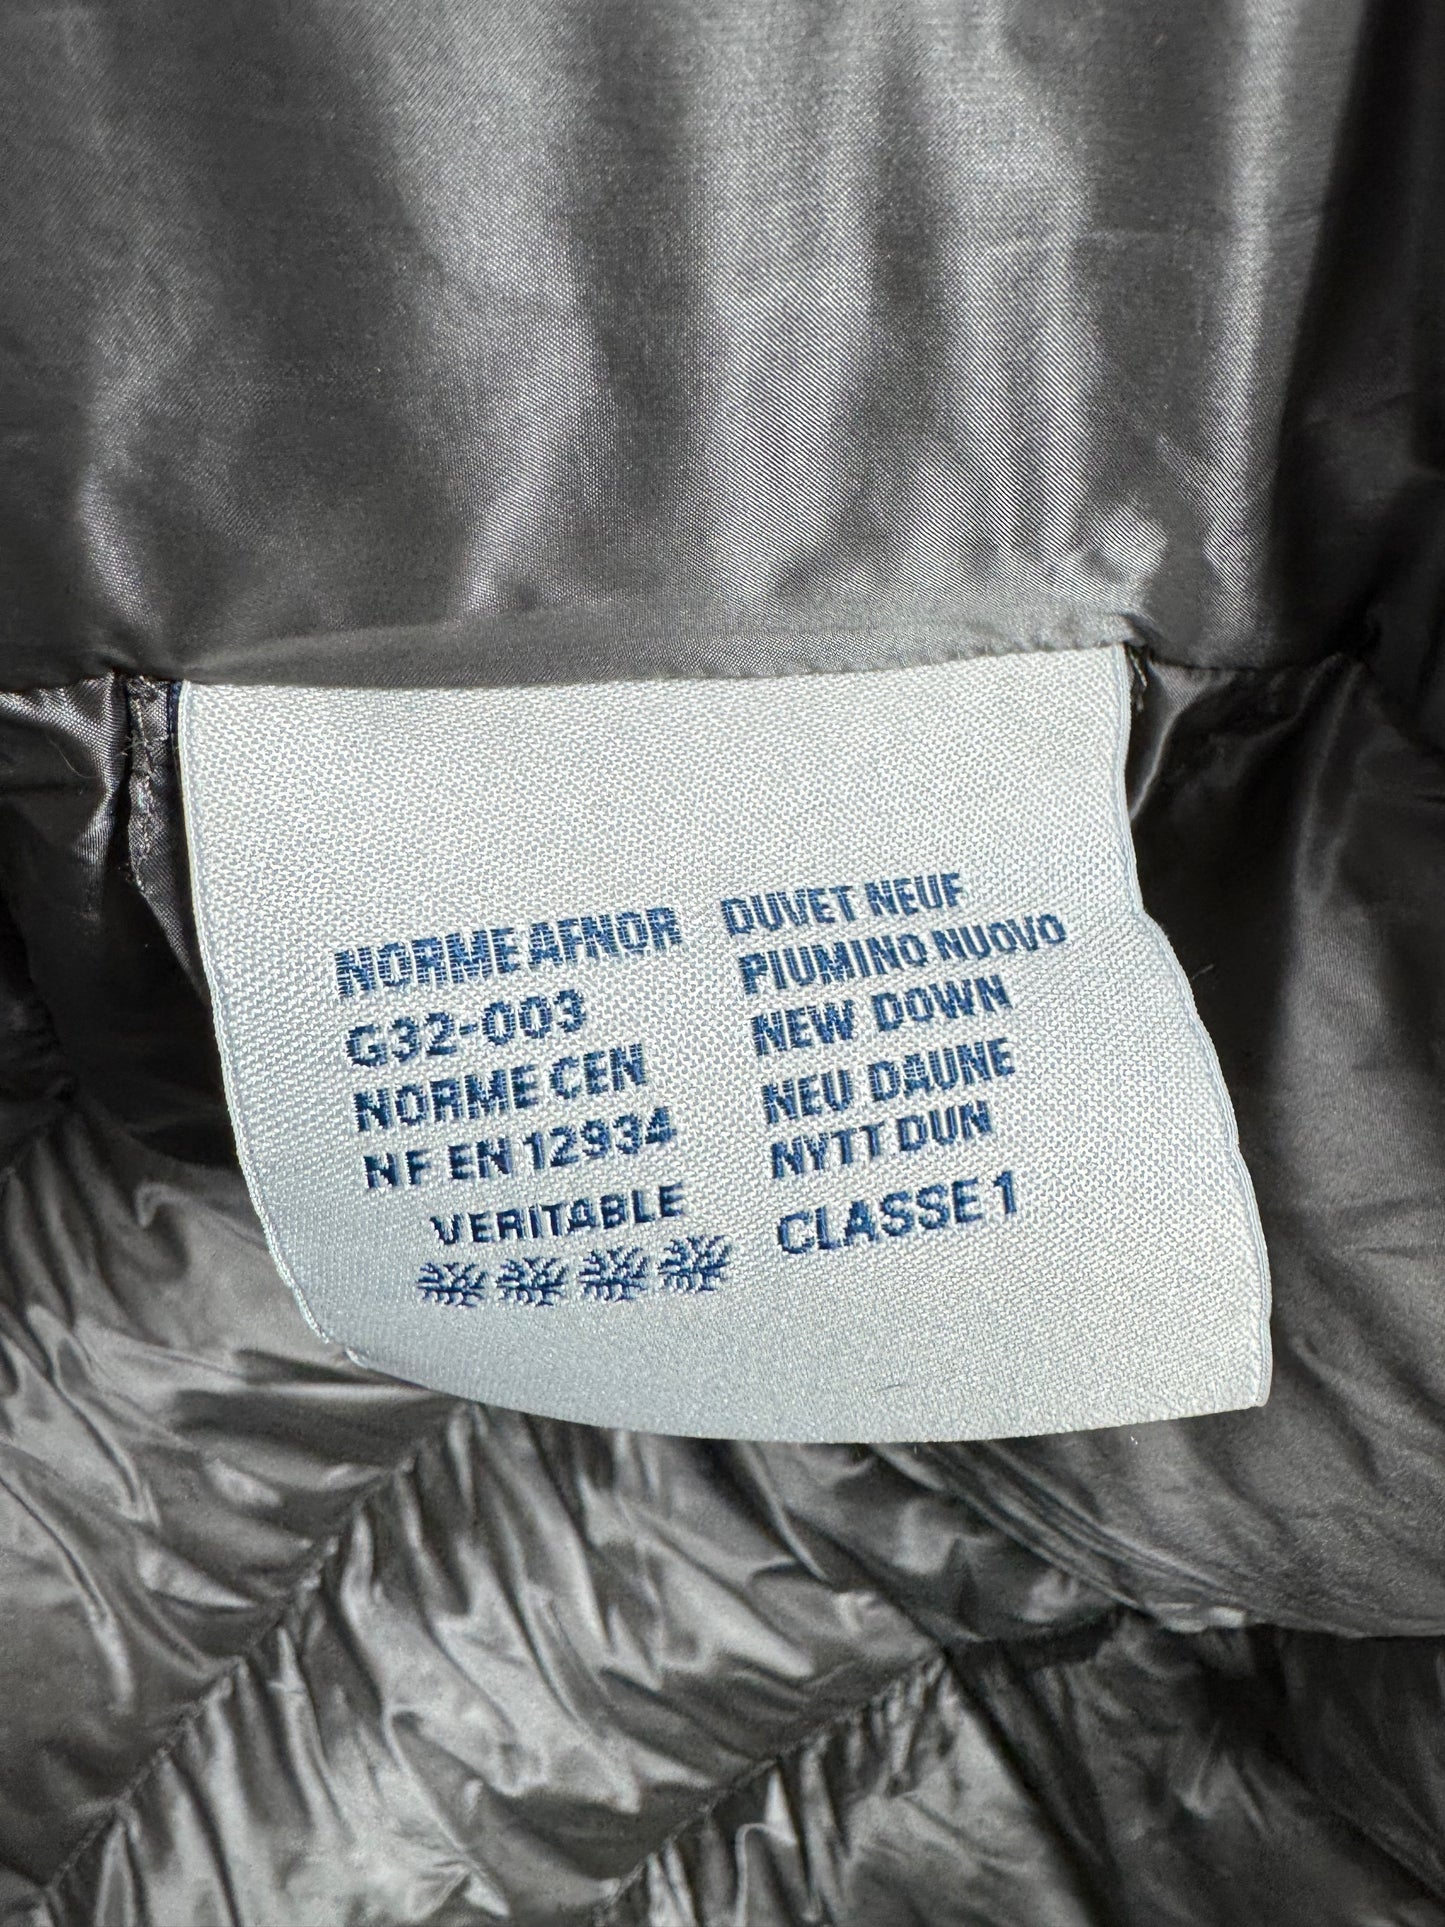 NORME AFNOR
G32-003
NORME CEN
NF EN 12934
VERITABLE
DUVET NEUF
PIUMINO NUOVO
NEW DOWN
NEU DAUNE
NYTT DUN
CLASSE 1